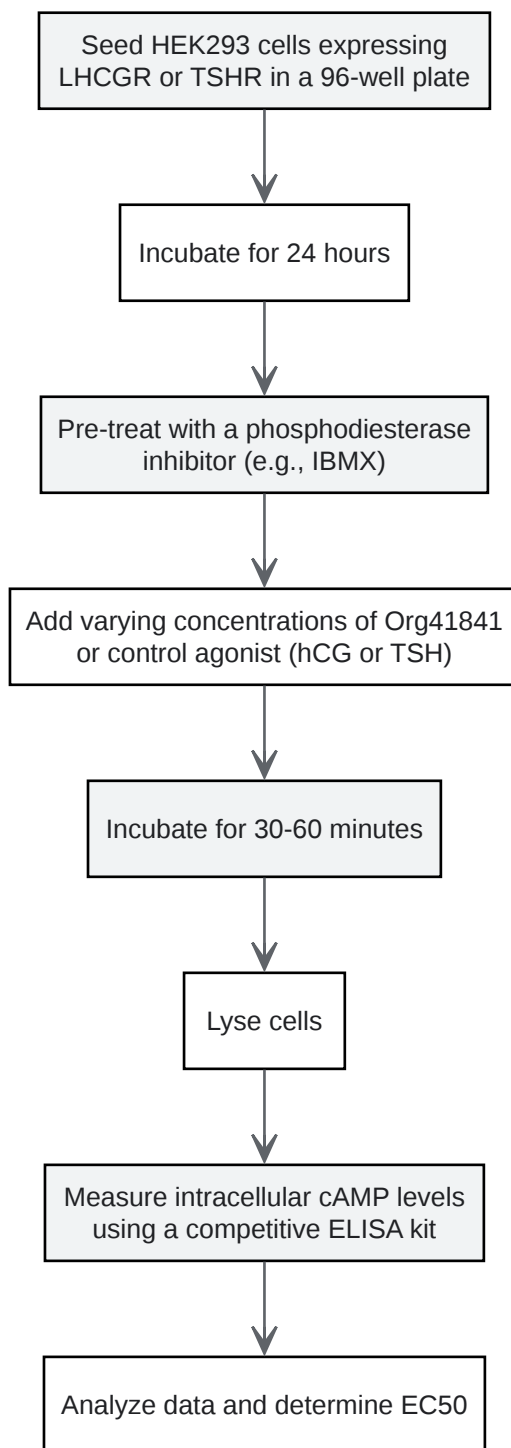 Seed HEK293 cells expressing
LHCGR or TSHR in a 96-well plate
Incubate for 24 hours
Pre-treat with a phosphodiesterase
inhibitor (e.g., IBMX)
Add varying concentrations of Org41841
or control agonist (hCG or TSH)
Incubate for 30-60 minutes
Lyse cells
Measure intracellular cAMP levels
using a competitive ELISA kit
Analyze data and determine EC50